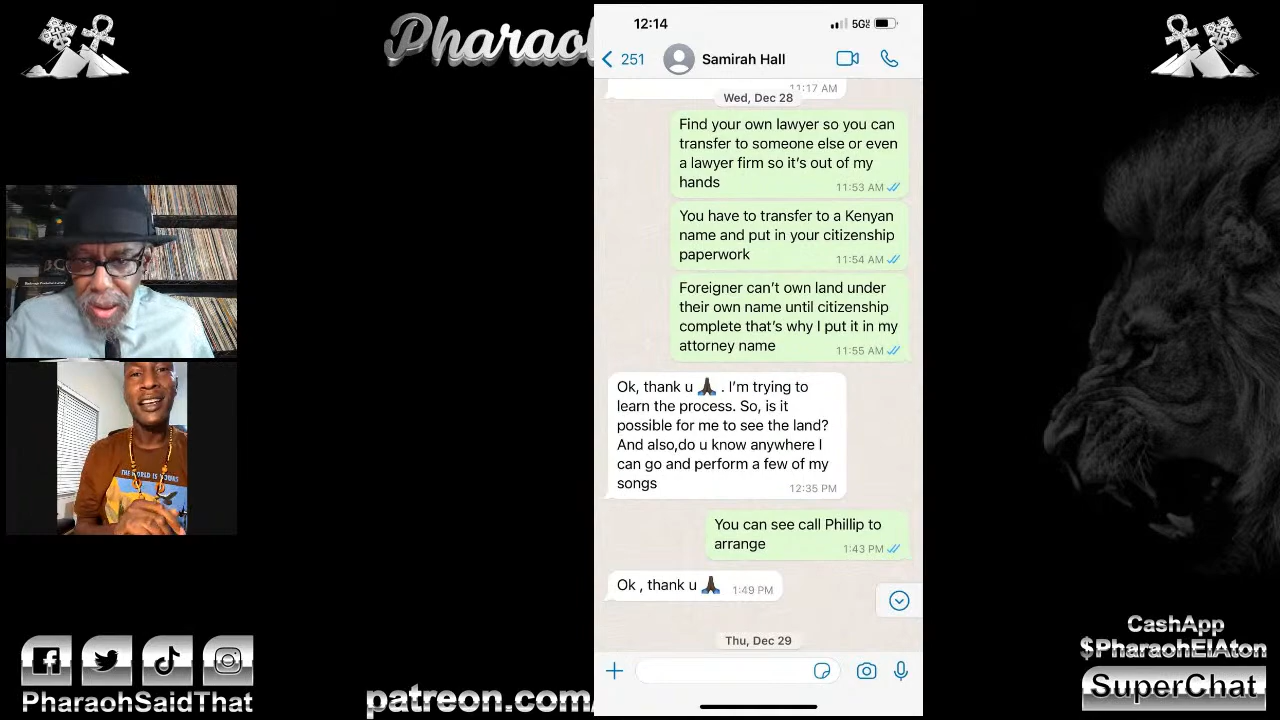 Pharaoh
12:14
5G
251
Samirah Hall
11:17 AM
Wed, Dec 28
Find your own lawyer so you can
transfer to someone else or even
a lawyer firm so it's out of my
hands
11:53 AM
You have to transfer to a Kenyan
name and put in your citizenship
paperwork
11:54 AM
Foreigner can't own land under
their own name until citizenship
complete that's why I put it in my
attorney name
11:55 AM
Ok, thank u 🙏🏿 . I'm trying to
learn the process. So, is it
possible for me to see the land?
And also,do u know anywhere I
can go and perform a few of my
songs
12:35 PM
You can see call Phillip to
arrange
1:43 PM
Ok , thank u 🙏🏿
1:49 PM
Thu, Dec 29
PharaohSaidThat
patreon.com/
CashApp
$PharaohElAton
SuperChat